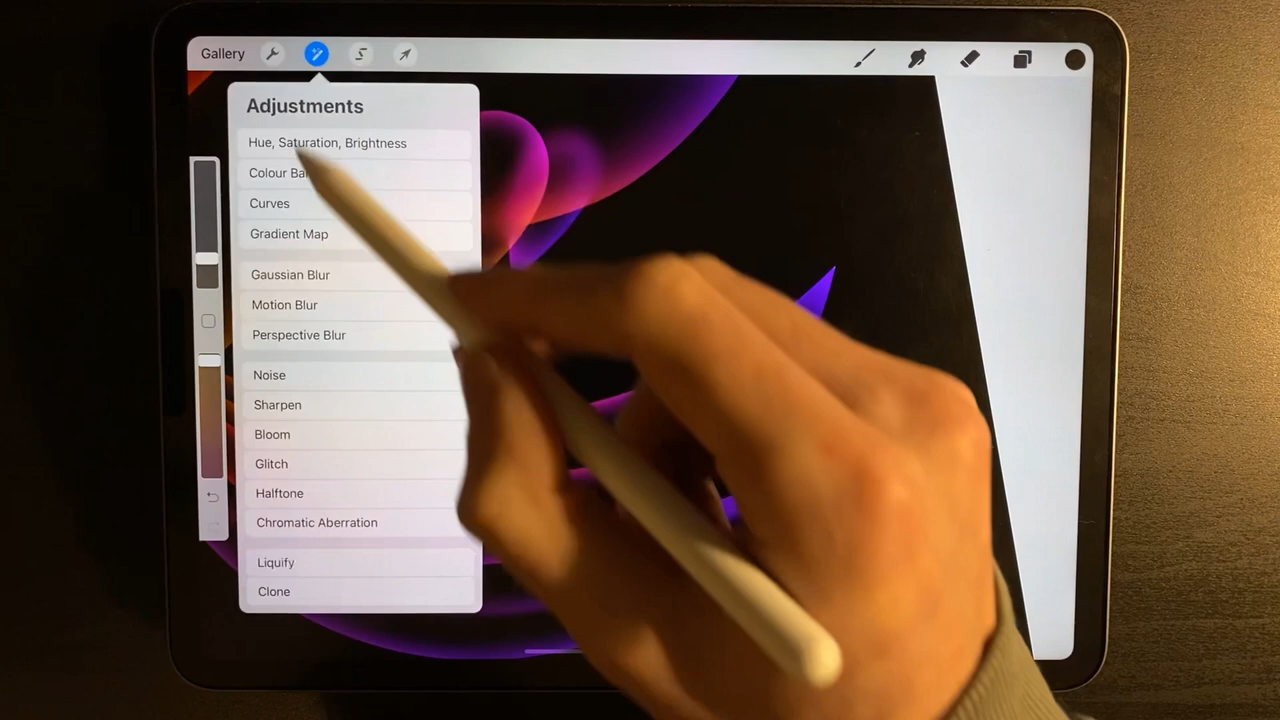 Gallery
Adjustments
Hue, Saturation, Brightness
Colour
Curves
Gradient Map
Gaussian Blur
Motion Blur
Perspective Blur
Noise
Sharpen
Bloom
Glitch
Halftone
Chromatic Aberration
Liquify
Clone